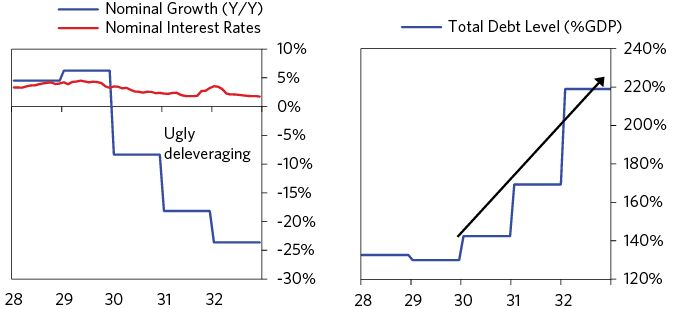 Nominal Growth (Y/Y)
Nominal Interest Rates
10%
5%
0%
-5%
-10%
-15%
-20%
-25%
-30%
Ugly
deleveraging
28 29 30 31 32
Total Debt Level (%GDP)
240%
220%
200%
180%
160%
140%
120%
28 29 30 31 32